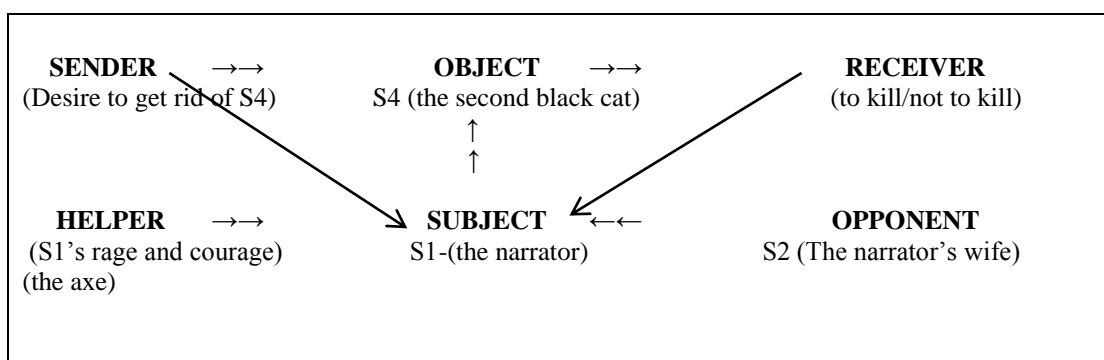 SENDER →→ OBJECT →→ RECEIVER
(Desire to get rid of S4) S4 (the second black cat) (to kill/not to kill)
↑
↑
HELPER →→ SUBJECT ←← OPPONENT
(S1’s rage and courage) S1-(the narrator) S2 (The narrator’s wife)
(the axe)